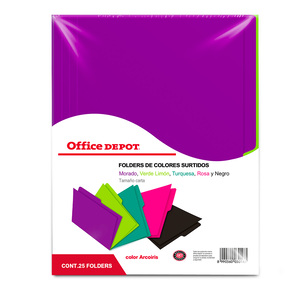 Office DEPOT
FOLDERS DE COLORES SURTIDOS
Morado, Verde Limón, Turquesa, Rosa y Negro
Tamaño carta
color Arcoiris
CONT. 25 FOLDERS